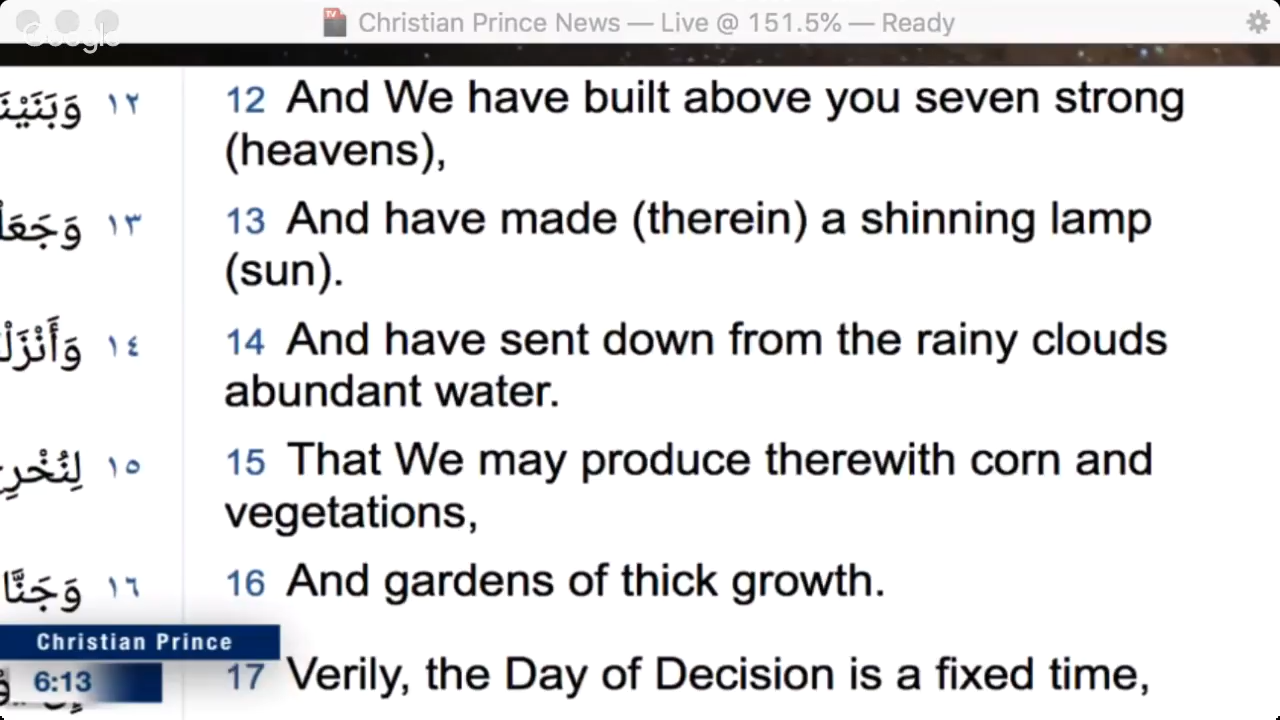 Christian Prince News — Live @ 151.5% — Ready
Google
١٢
12 And We have built above you seven strong
(heavens),
١٣
13 And have made (therein) a shinning lamp
(sun).
١٤
14 And have sent down from the rainy clouds
abundant water.
١٥
15 That We may produce therewith corn and
vegetations,
١٦
16 And gardens of thick growth.
Christian Prince
6:13
17 Verily, the Day of Decision is a fixed time,